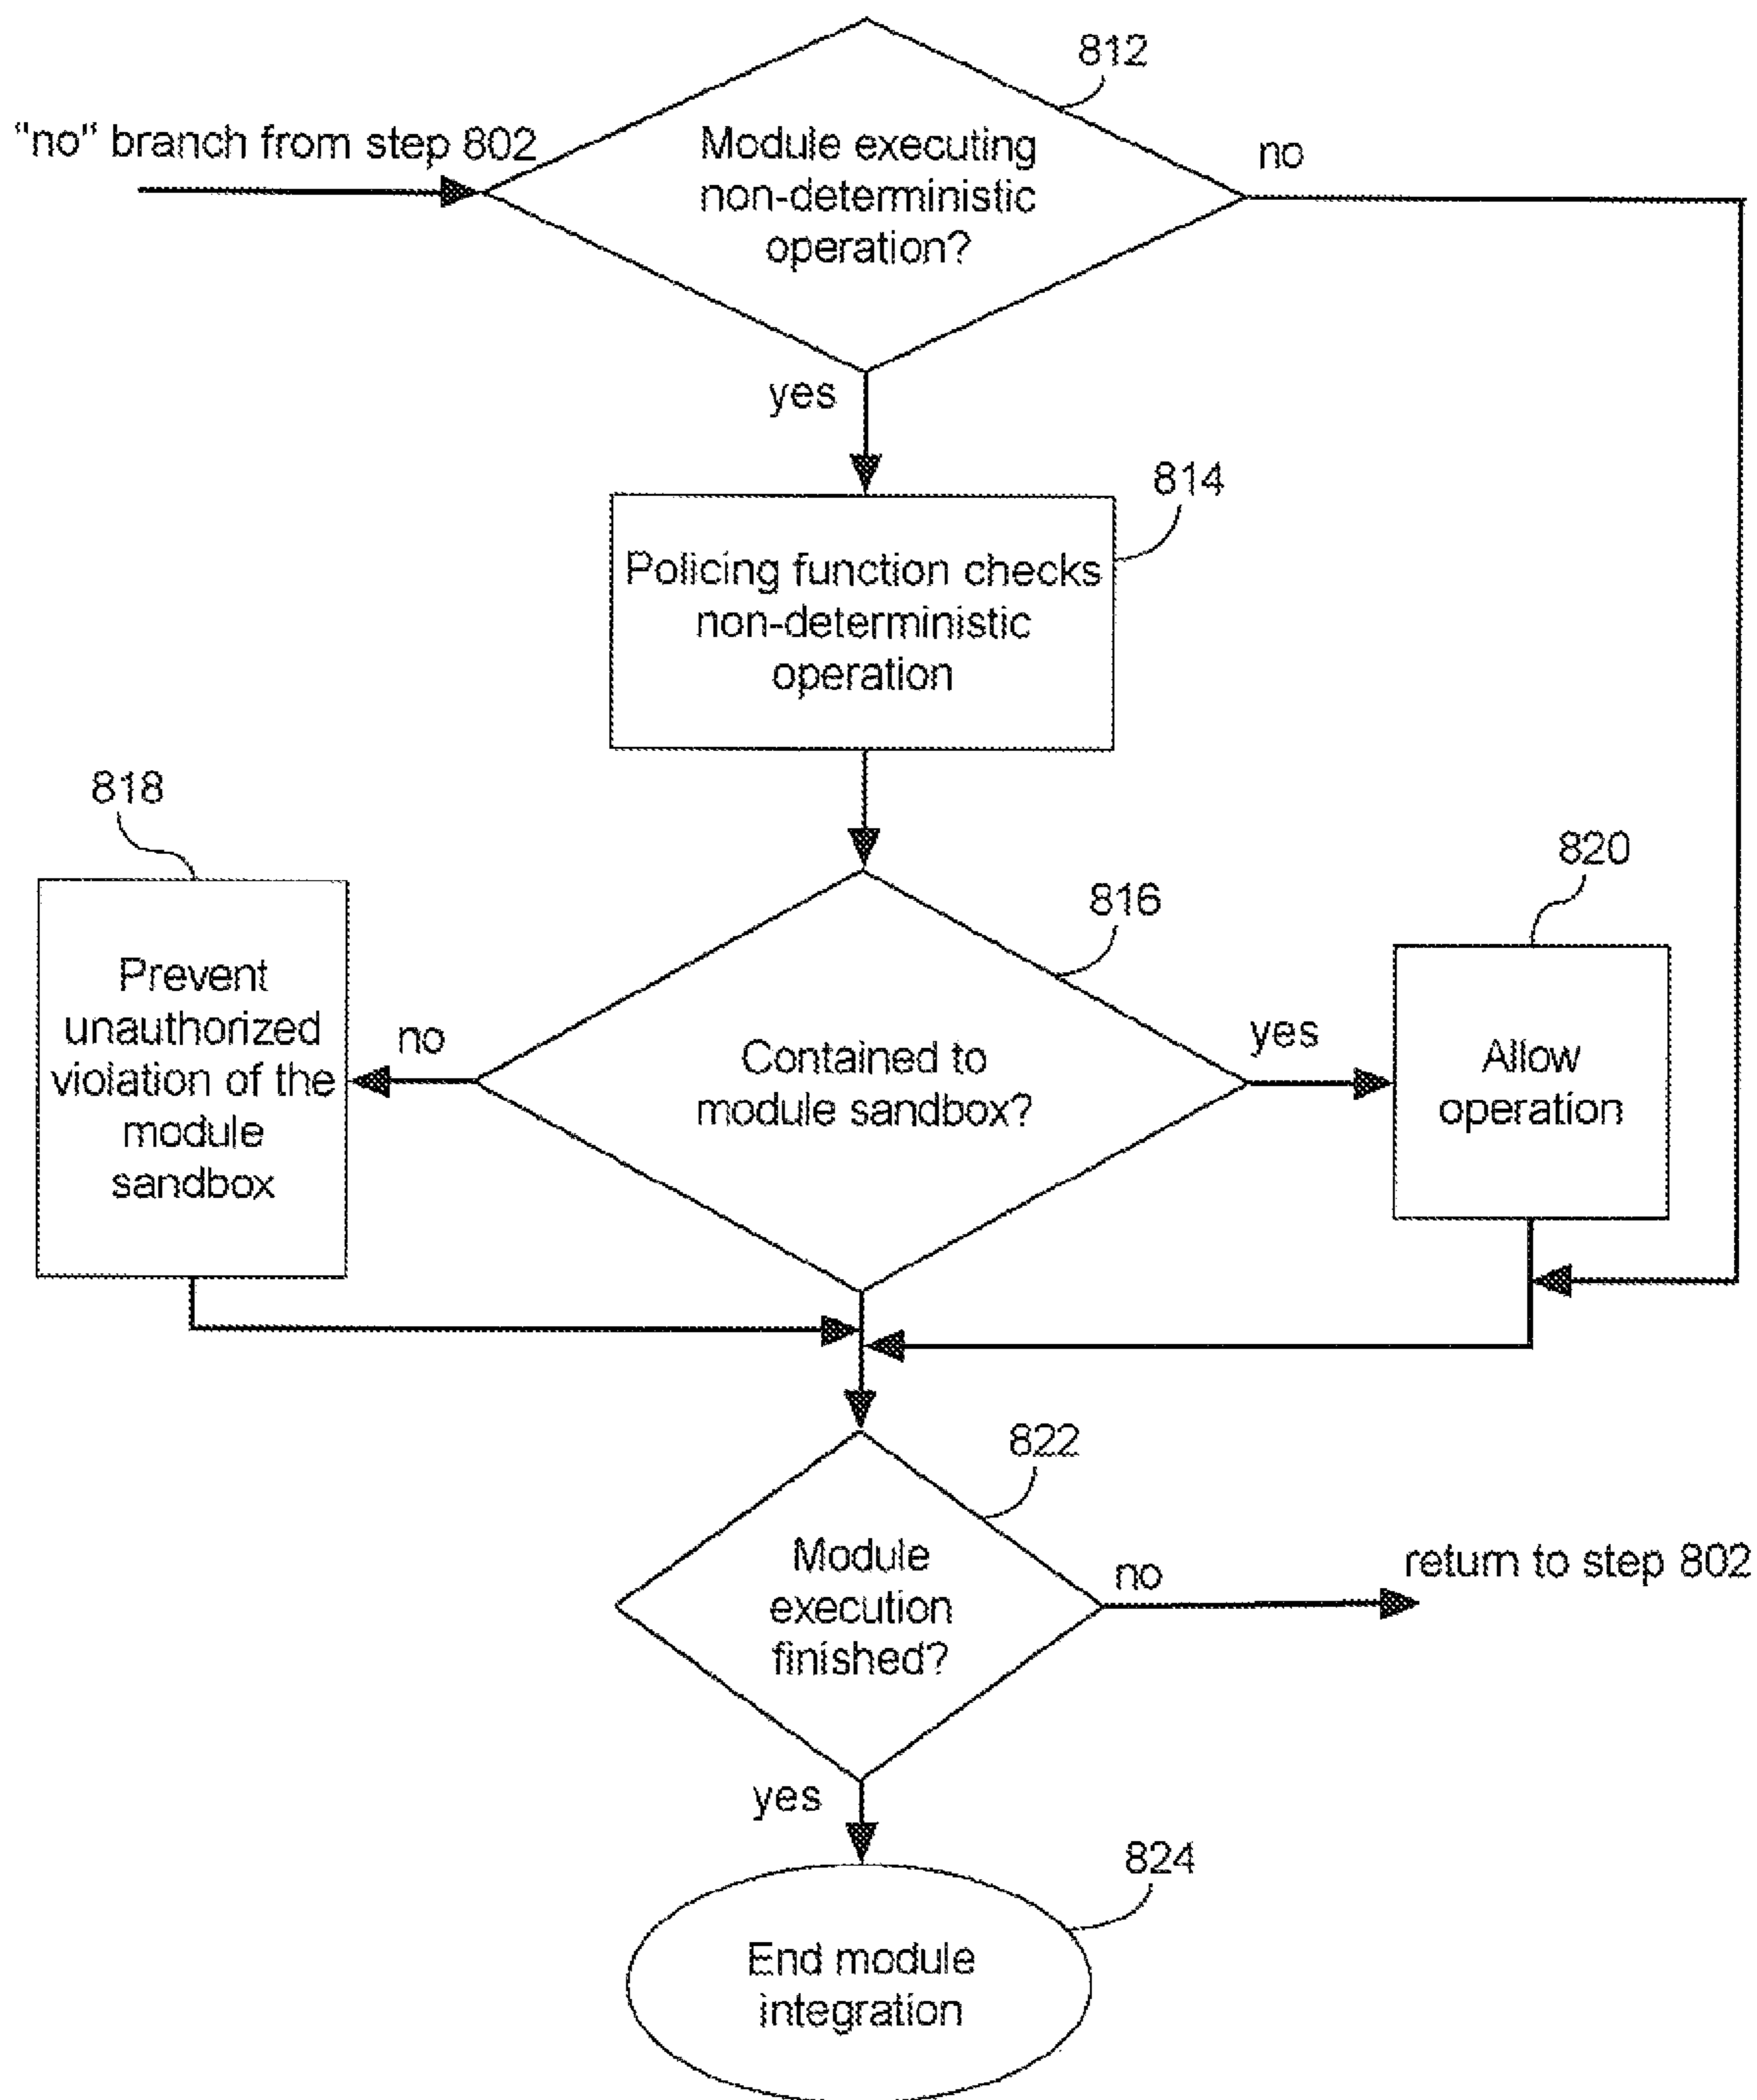 812
"no" branch from step 802
Module executing
non-deterministic
operation?
no
yes
814
Policing function checks
non-deterministic
operation
818
Prevent
unauthorized
violation of the
module
sandbox
no
816
Contained to
module sandbox?
yes
820
Allow
operation
822
Module
execution
finished?
no
return to step 802
yes
824
End module
integration